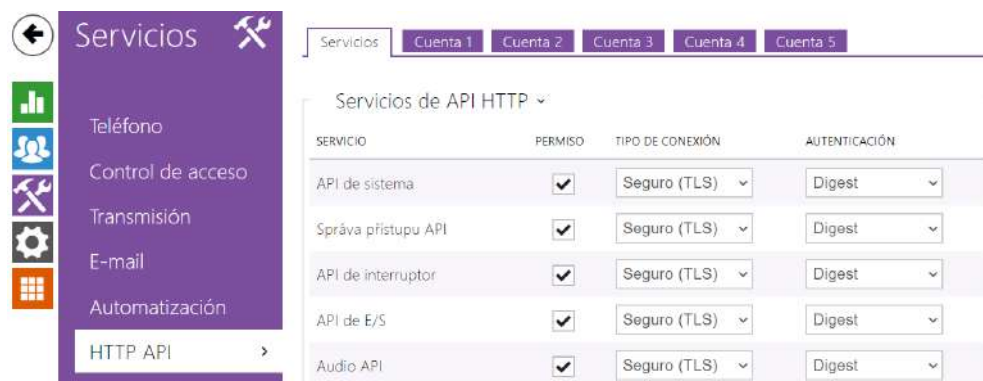 Servicios
Teléfono
Control de acceso
Transmisión
E-mail
Automatización
HTTP API
Servicios Cuenta 1 Cuenta 2 Cuenta 3 Cuenta 4 Cuenta 5
Servicios de API HTTP
SERVICIO PERMISO TIPO DE CONEXIÓN AUTENTICACIÓN
API de sistema Seguro (TLS) Digest
Správa přístupu API Seguro (TLS) Digest
API de interruptor Seguro (TLS) Digest
API de E/S Seguro (TLS) Digest
Audio API Seguro (TLS) Digest